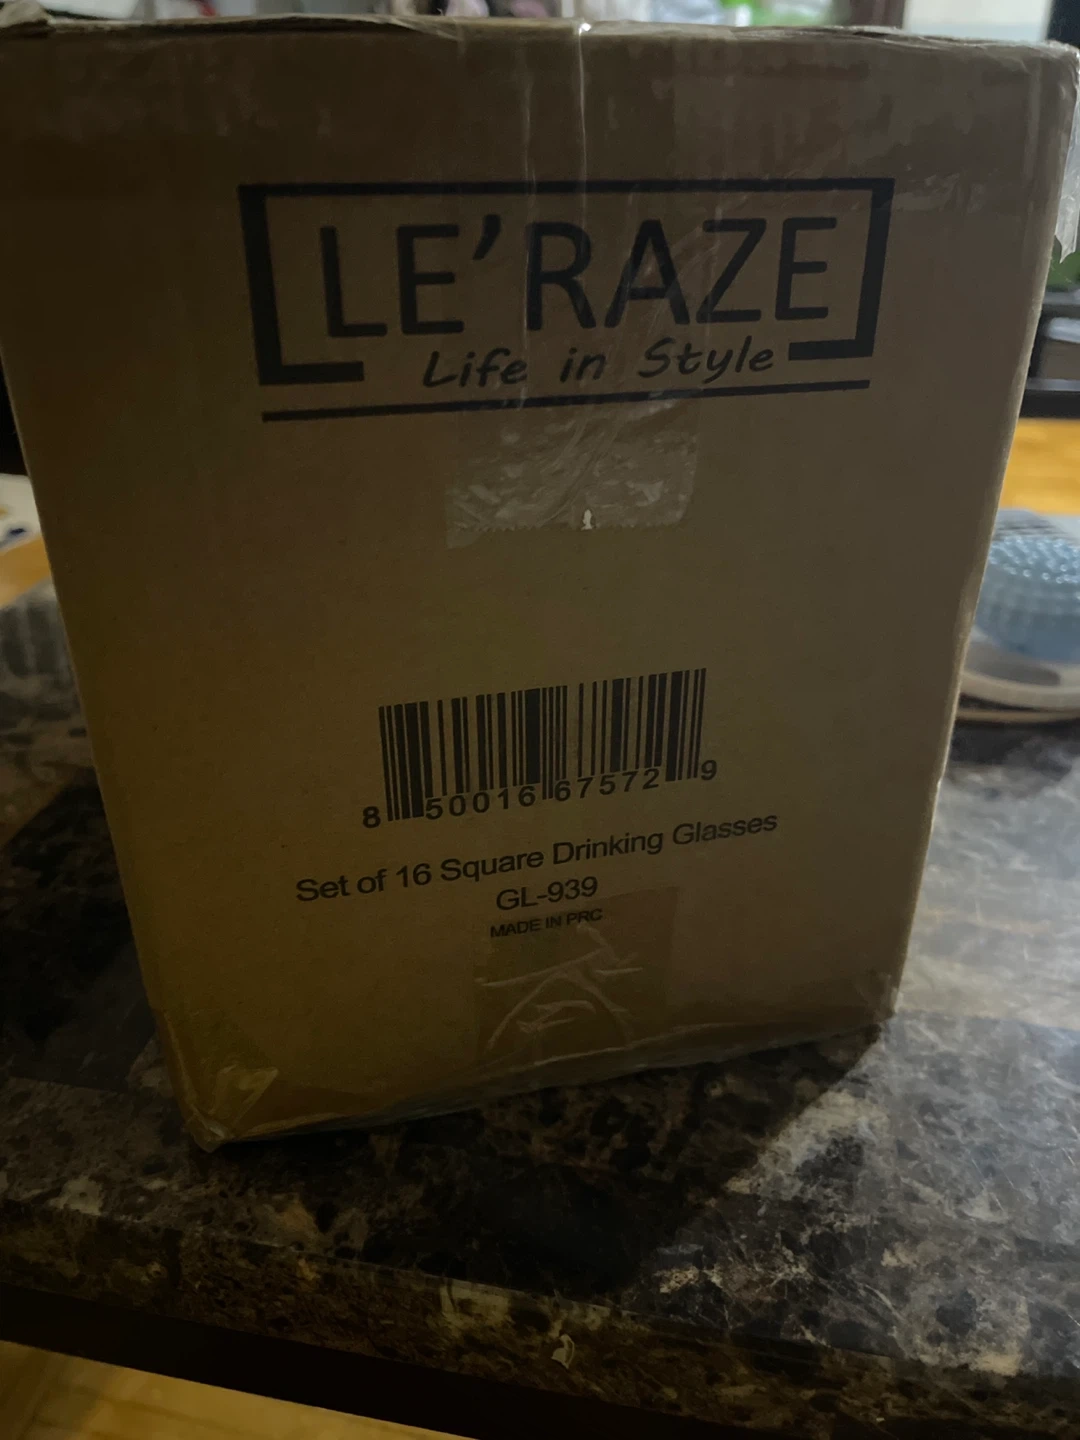 LE'RAZE
Life in Style
8 50016 67572 9
Set of 16 Square Drinking Glasses
GL-939
MADE IN PRC